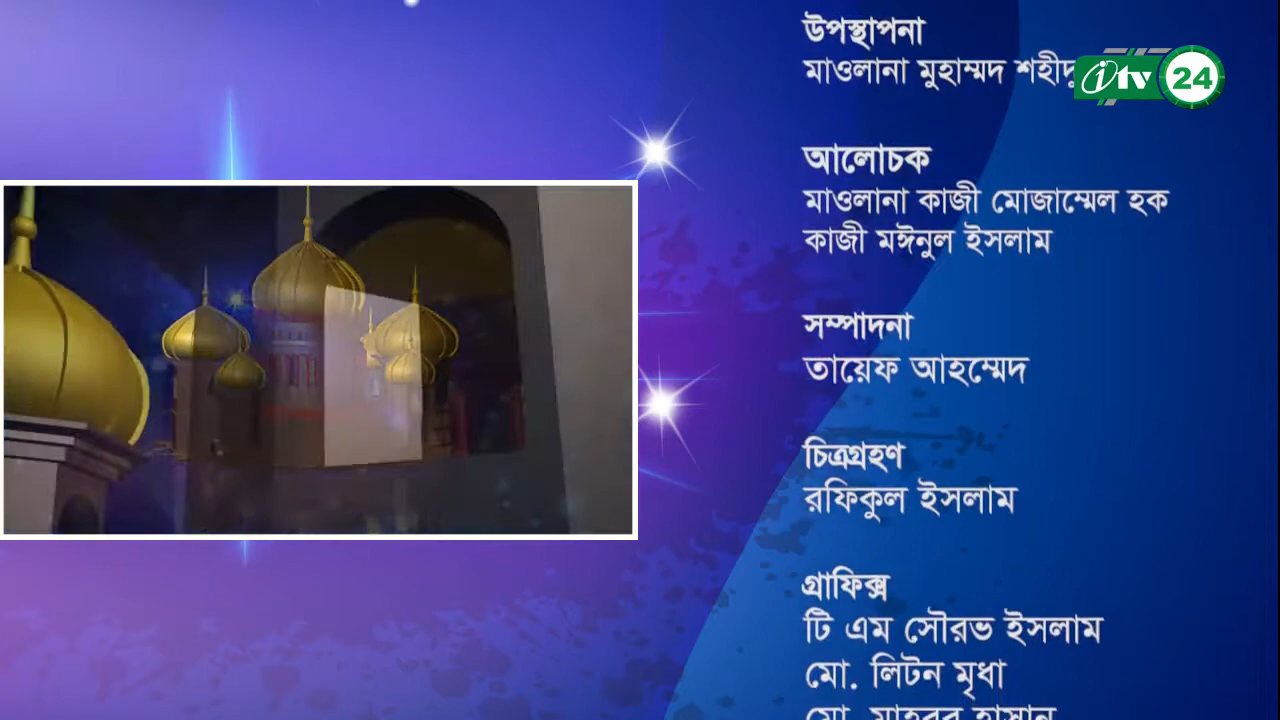 উপস্থাপনা
মাওলানা মুহাম্মদ
itv 24
আলোচক
মাওলানা কাজী মোজাম্মেল হক
কাজী মঈনুল ইসলাম
সম্পাদনা
তায়েফ আহম্মেদ
চিত্রগ্রহণ
রফিকুল ইসলাম
গ্রাফিক্স
টি এম সৌরভ ইসলাম
মো. লিটন মৃধা